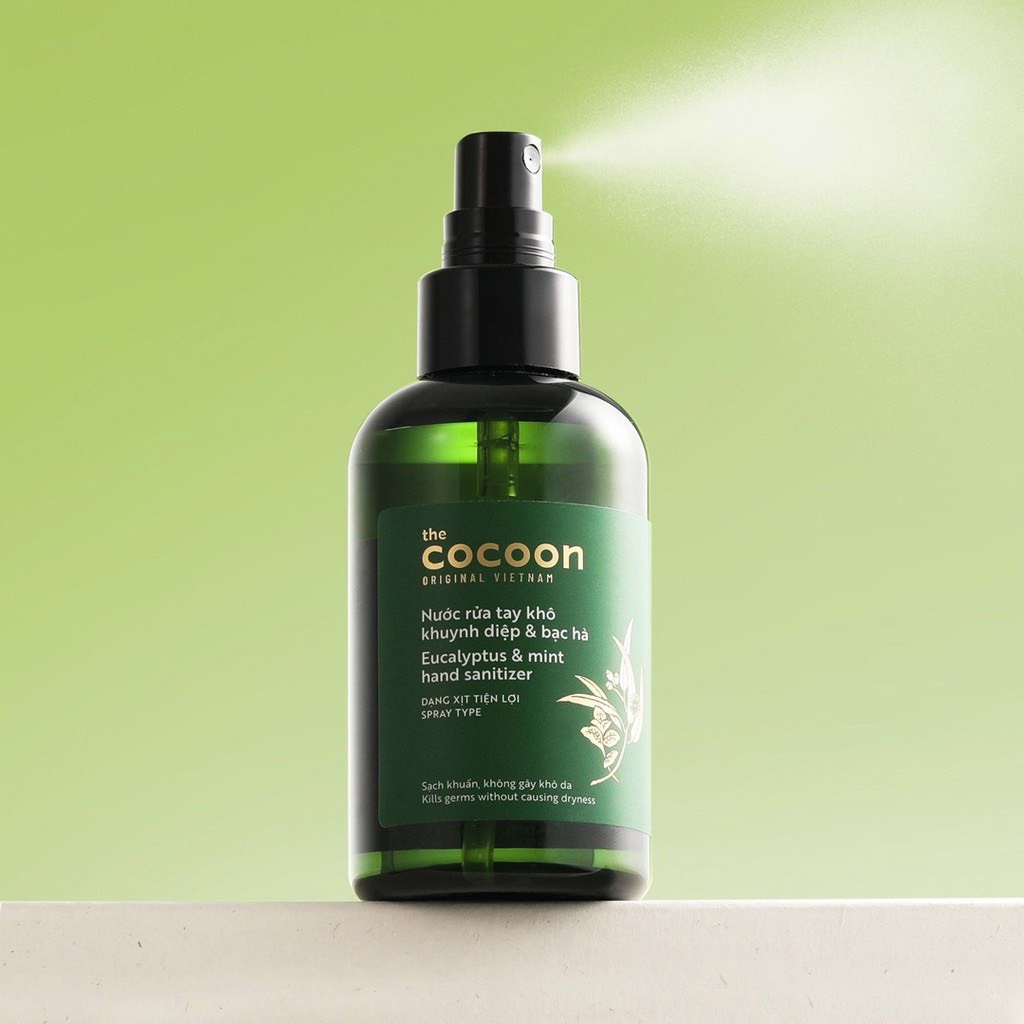 the
cocoon
ORIGINAL VIETNAM
Nước rửa tay khô
khuynh diệp & bạc hà
Eucalyptus & mint
hand sanitizer
DẠNG XỊT TIỆN LỢI
SPRAY TYPE
Sạch khuẩn, không gây khô da
Kills germs without causing dryness